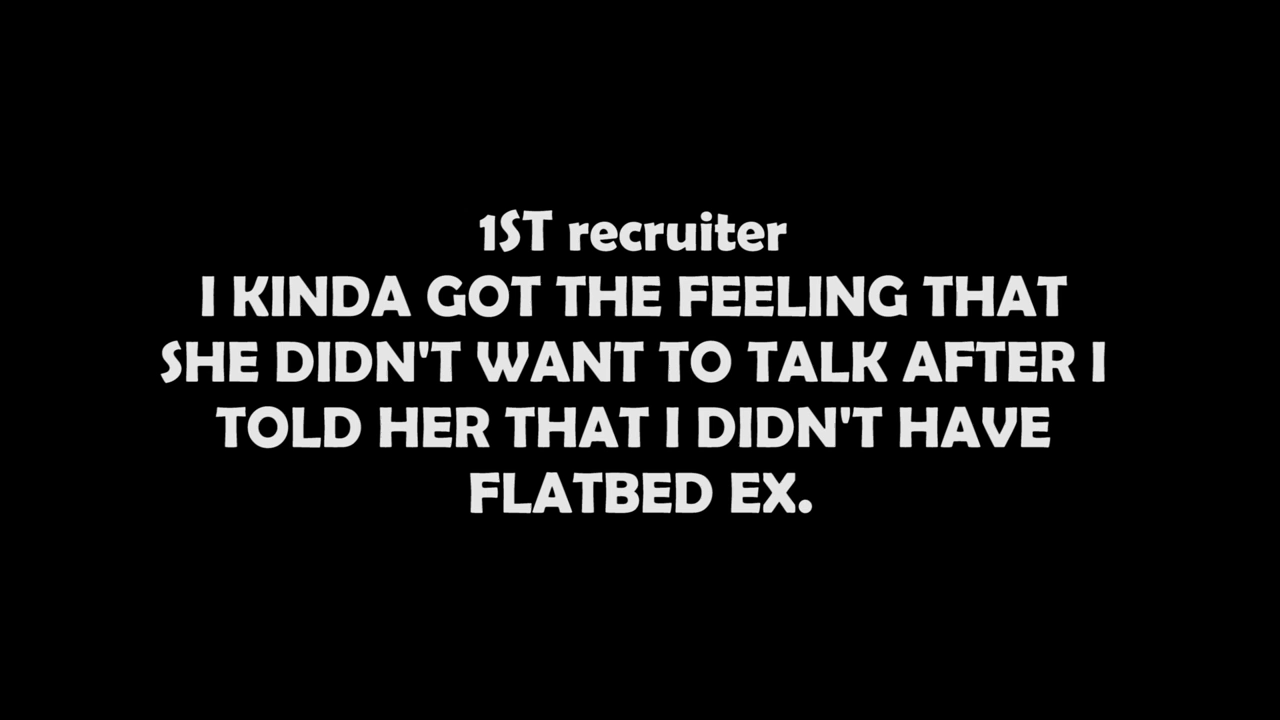 1ST recruiter
I KINDA GOT THE FEELING THAT
SHE DIDN'T WANT TO TALK AFTER I
TOLD HER THAT I DIDN'T HAVE
FLATBED EX.